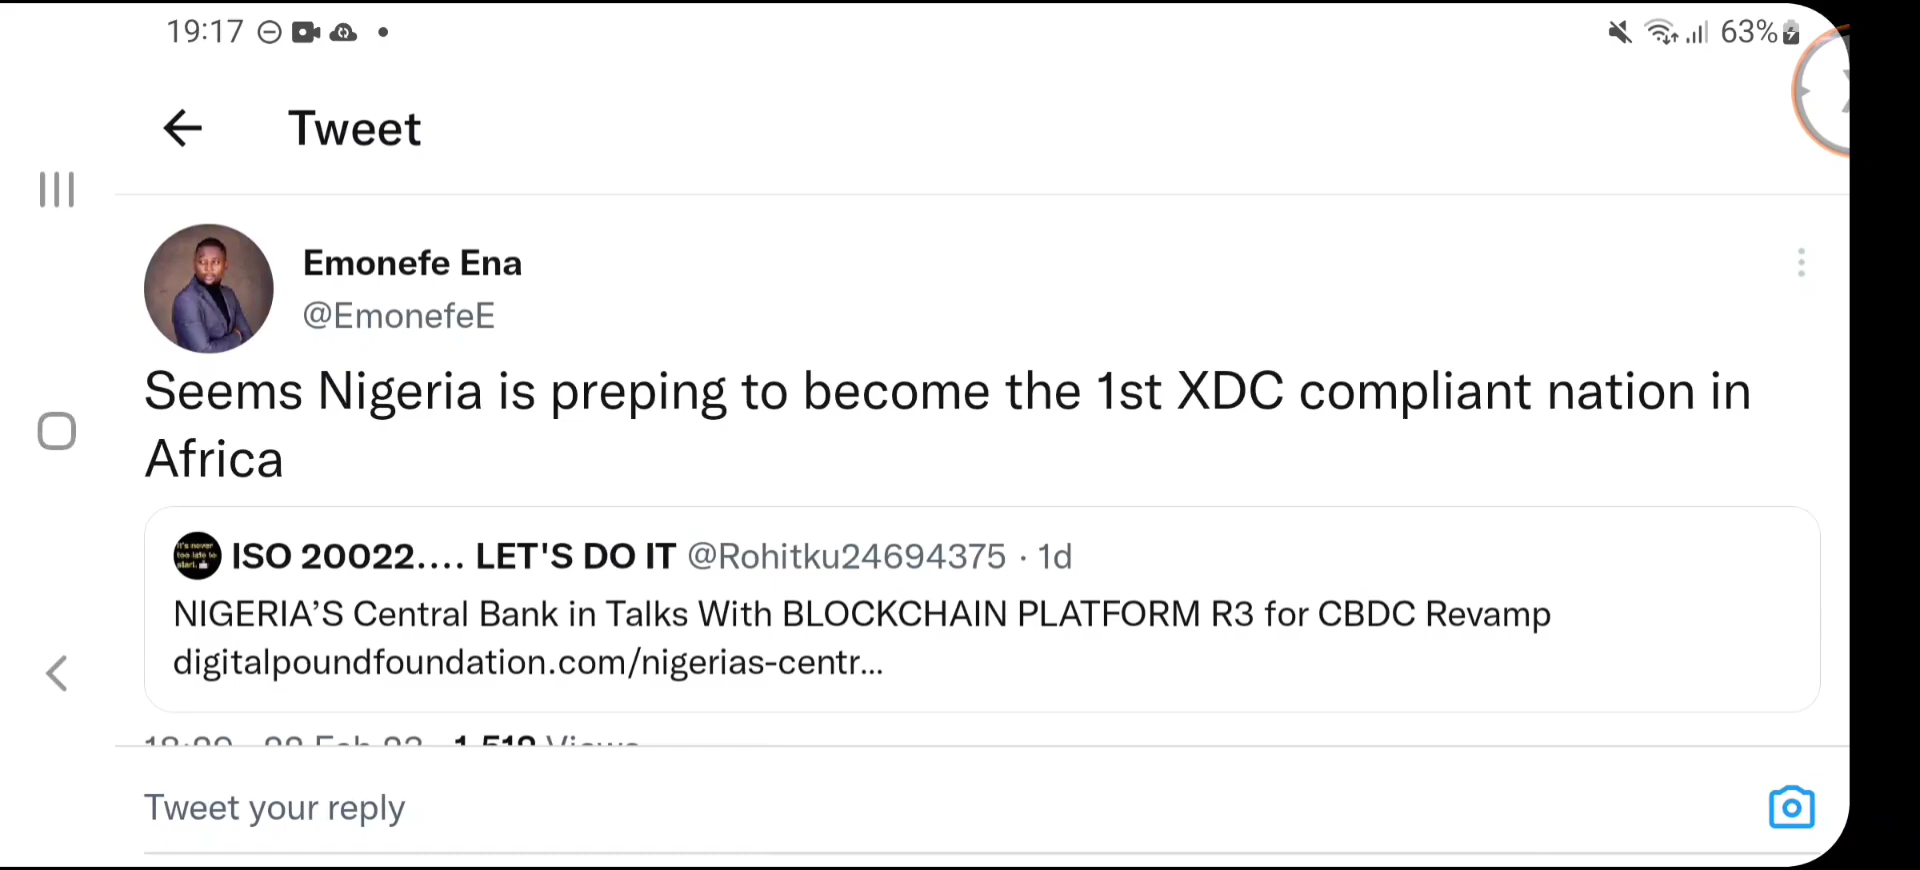 19:17
63%
Tweet
Emonefe Ena
@EmonefeE
Seems Nigeria is preping to become the 1st XDC compliant nation in
Africa
ISO 20022.... LET'S DO IT @Rohitku24694375 · 1d
NIGERIA’S Central Bank in Talks With BLOCKCHAIN PLATFORM R3 for CBDC Revamp
digitalpoundfoundation.com/nigerias-centr...
Feb Views
Tweet your reply